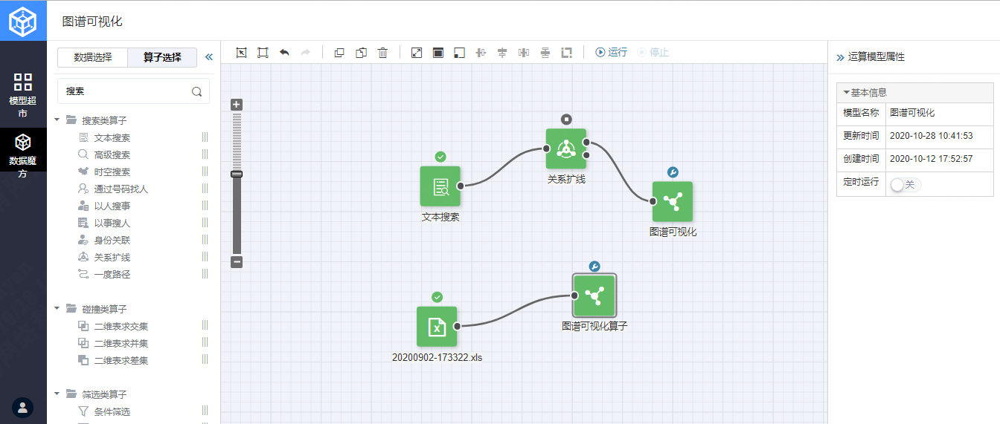 图谱可视化
模型超
市
数据魔
方
数据选择
算子选择
搜索
搜索类算子
文本搜索
高级搜索
时空搜索
通过号码找人
以人搜事
以事搜人
身份关联
关系扩线
一度路径
碰撞类算子
二维表求交集
二维表求并集
二维表求差集
筛选类算子
条件筛选
运行
停止
关系扩线
文本搜索
图谱可视化
图谱可视化算子
20200902-173322.xls
运算模型属性
基本信息
模型名称 图谱可视化
更新时间 2020-10-28 10:41:53
创建时间 2020-10-12 17:52:57
定时运行 关